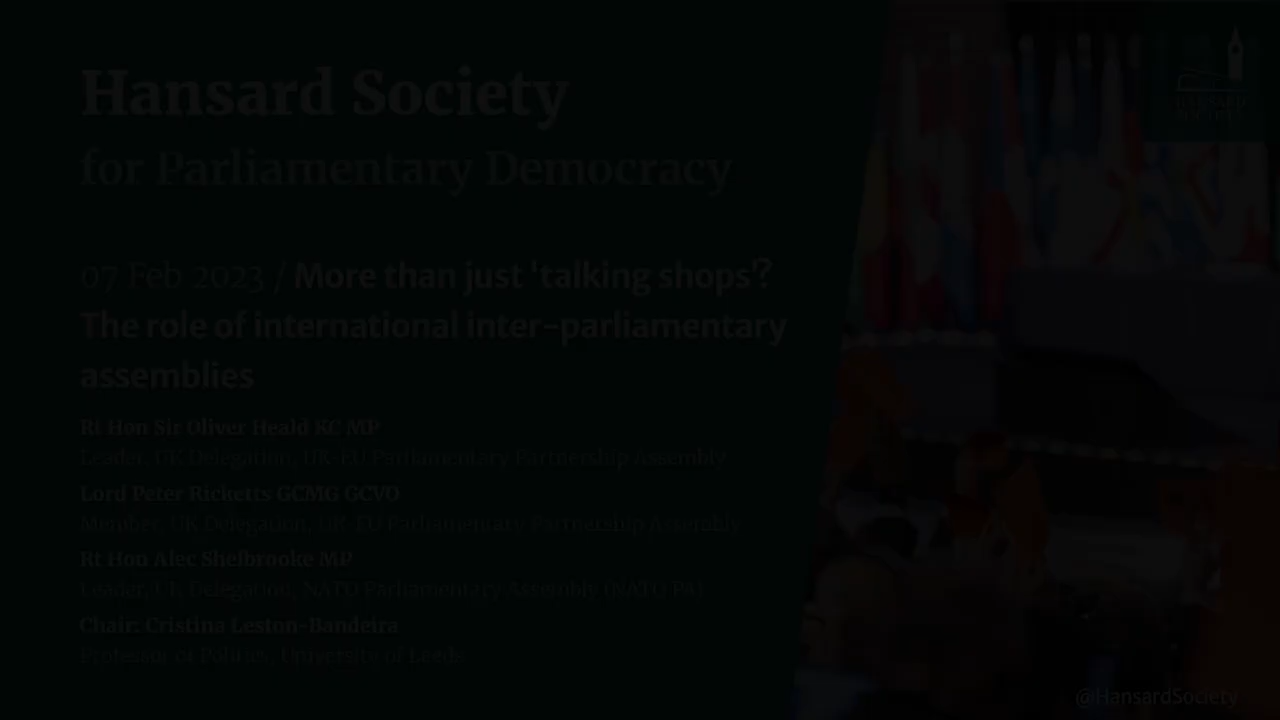 Hansard Society
for Parliamentary Democracy
HANSARD
SOCIETY
07 Feb 2023 / More than just 'talking shops'?
The role of international inter-parliamentary
assemblies
Rt Hon Sir Oliver Heald KC MP
Leader, UK Delegation, UK-EU Parliamentary Partnership Assembly
Lord Peter Ricketts GCMG GCVO
Member, UK Delegation, UK-EU Parliamentary Partnership Assembly
Rt Hon Alec Shelbrooke MP
Leader, UK Delegation, NATO Parliamentary Assembly (NATO PA)
Chair: Cristina Leston-Bandeira
Professor of Politics, University of Leeds
@HansardSociety